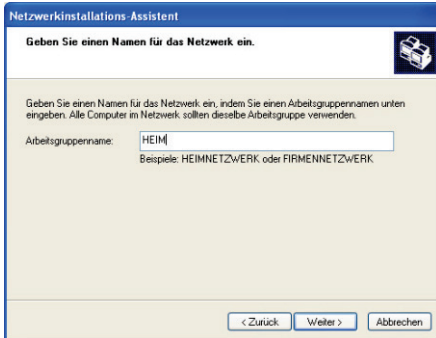 Netzwerkinstallations-Assistent
Geben Sie einen Namen für das Netzwerk ein.
Geben Sie einen Namen für das Netzwerk ein, indem Sie einen Arbeitsgruppennamen unten
eingeben. Alle Computer im Netzwerk sollten dieselbe Arbeitsgruppe verwenden.
Arbeitsgruppenname: HEIM
Beispiele: HEIMNETZWERK oder FIRMENNETZWERK
< Zurück Weiter > Abbrechen